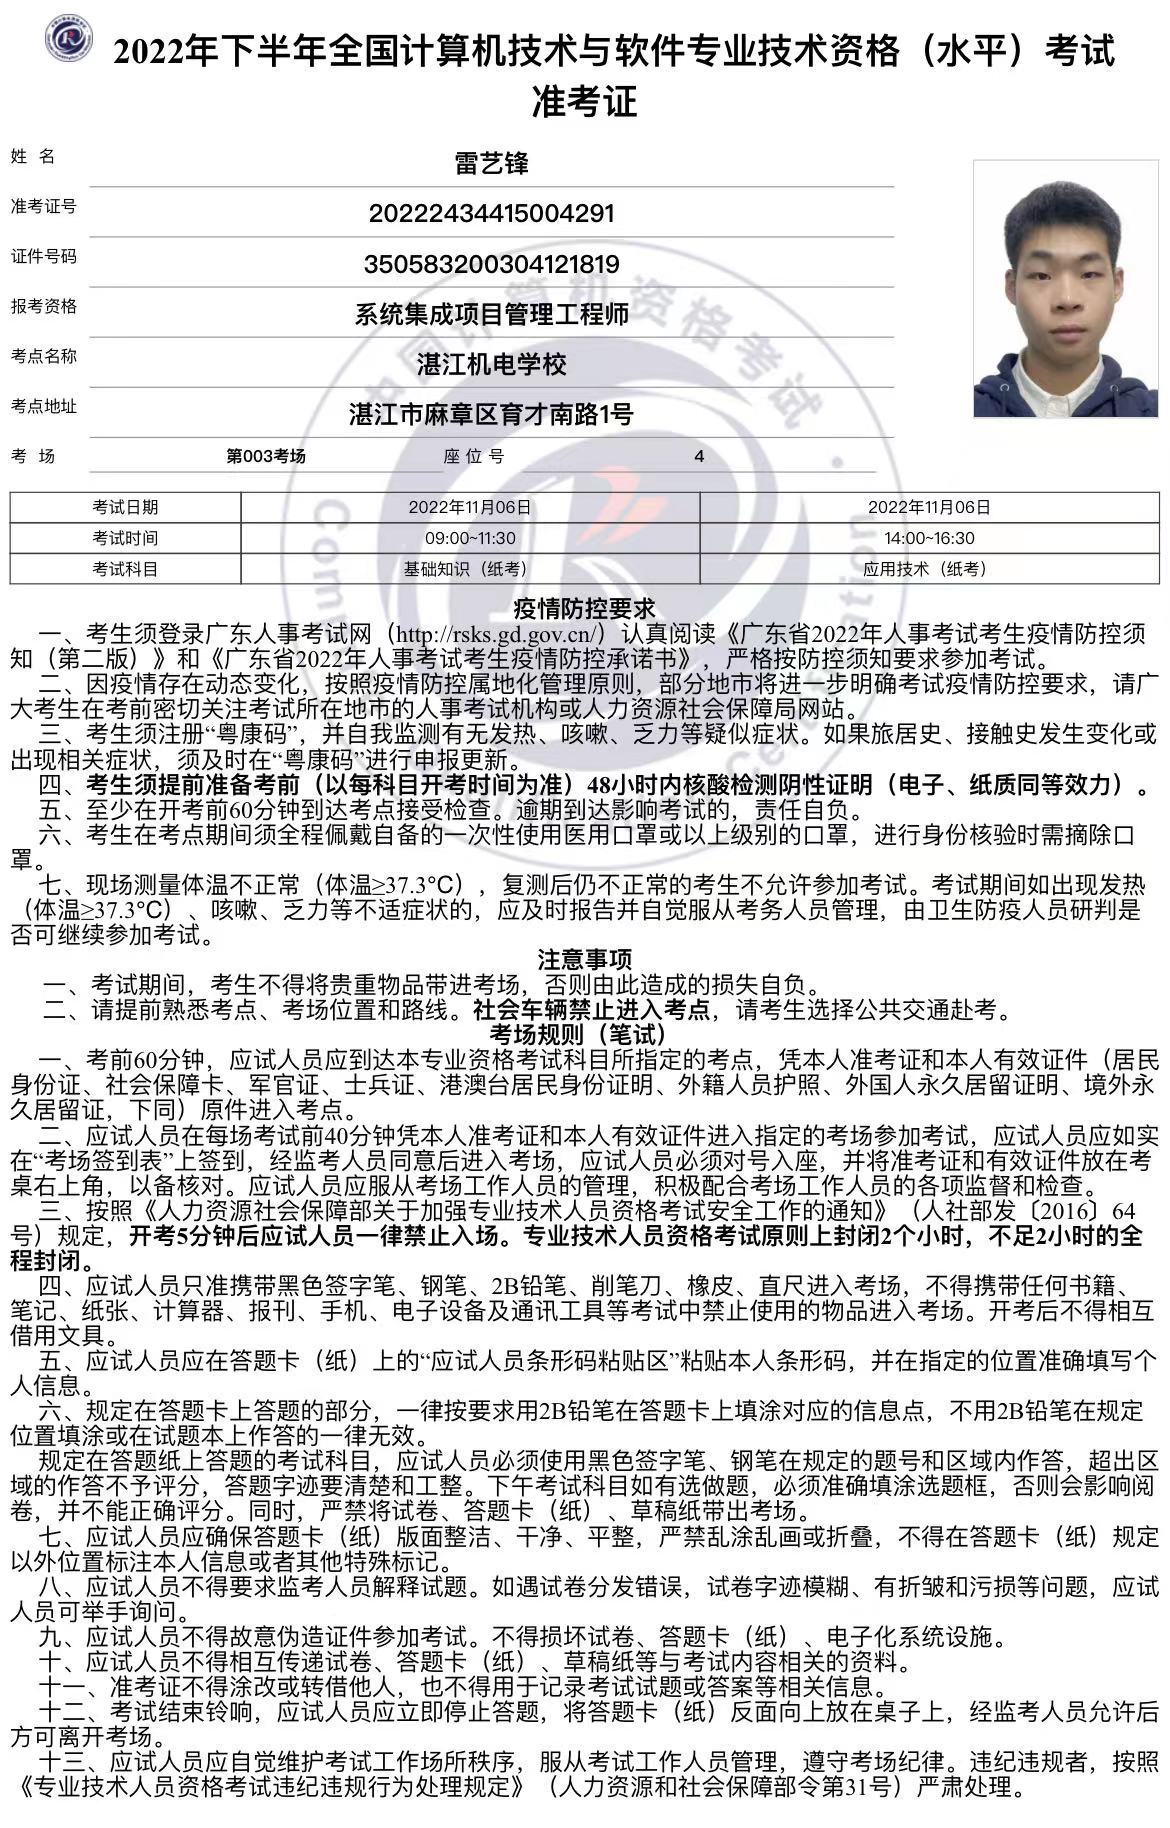 2022年下半年全国计算机技术与软件专业技术资格（水平）考试
准考证
姓 名 雷艺锋
准考证号 20222434415004291
证件号码 350583200304121819
报考资格 系统集成项目管理工程师
考点名称 湛江机电学校
考点地址 湛江市麻章区育才南路1号
考 场 第003考场 座 位 号 4
考试日期 2022年11月06日 2022年11月06日
考试时间 09:00~11:30 14:00~16:30
考试科目 基础知识（纸考） 应用技术（纸考）
疫情防控要求
一、考生须登录广东人事考试网（http://rsks.gd.gov.cn/）认真阅读《广东省2022年人事考试考生疫情防控须
知（第二版）》和《广东省2022年人事考试考生疫情防控承诺书》，严格按防控须知要求参加考试。
二、因疫情存在动态变化，按照疫情防控属地化管理原则，部分地市将进一步明确考试疫情防控要求，请广
大考生在考前密切关注考试所在地市的人事考试机构或人力资源社会保障局网站。
三、考生须注册“粤康码”，并自我监测有无发热、咳嗽、乏力等疑似症状。如果旅居史、接触史发生变化或
出现相关症状，须及时在“粤康码”进行申报更新。
四、考生须提前准备考前（以每科目开考时间为准）48小时内核酸检测阴性证明（电子、纸质同等效力）。
五、至少在开考前60分钟到达考点接受检查。逾期到达影响考试的，责任自负。
六、考生在考点期间须全程佩戴自备的一次性使用医用口罩或以上级别的口罩，进行身份核验时需摘除口
罩。
七、现场测量体温不正常（体温≥37.3℃），复测后仍不正常的考生不允许参加考试。考试期间如出现发热
（体温≥37.3℃）、咳嗽、乏力等不适症状的，应及时报告并自觉服从考务人员管理，由卫生防疫人员研判是
否可继续参加考试。
注意事项
一、考试期间，考生不得将贵重物品带进考场，否则由此造成的损失自负。
二、请提前熟悉考点、考场位置和路线。社会车辆禁止进入考点，请考生选择公共交通赴考。
考场规则（笔试）
一、考前60分钟，应试人员应到达本专业资格考试科目所指定的考点，凭本人准考证和本人有效证件（居民
身份证、社会保障卡、军官证、士兵证、港澳台居民身份证明、外籍人员护照、外国人永久居留证明、境外永
久居留证，下同）原件进入考点。
二、应试人员在每场考试前40分钟凭本人准考证和本人有效证件进入指定的考场参加考试，应试人员应如实
在“考场签到表”上签到，经监考人员同意后进入考场，应试人员必须对号入座，并将准考证和有效证件放在考
桌右上角，以备核对。应试人员应服从考场工作人员的管理，积极配合考场工作人员的各项监督和检查。
三、按照《人力资源社会保障部关于加强专业技术人员资格考试安全工作的通知》（人社部发〔2016〕64
号）规定，开考5分钟后应试人员一律禁止入场。专业技术人员资格考试原则上封闭2个小时，不足2小时的全
程封闭。
四、应试人员只准携带黑色签字笔、钢笔、2B铅笔、削笔刀、橡皮、直尺进入考场，不得携带任何书籍、
笔记、纸张、计算器、报刊、手机、电子设备及通讯工具等考试中禁止使用的物品进入考场。开考后不得相互
借用文具。
五、应试人员应在答题卡（纸）上的“应试人员条形码粘贴区”粘贴本人条形码，并在指定的位置准确填写个
人信息。
六、规定在答题卡上答题的部分，一律按要求用2B铅笔在答题卡上填涂对应的信息点，不用2B铅笔在规定
位置填涂或在试题本上作答的一律无效。
规定在答题纸上答题的考试科目，应试人员必须使用黑色签字笔、钢笔在规定的题号和区域内作答，超出区
域的作答不予评分，答题字迹要清楚和工整。下午考试科目如有选做题，必须准确填涂选题框，否则会影响阅
卷，并不能正确评分。同时，严禁将试卷、答题卡（纸）、草稿纸带出考场。
七、应试人员应确保答题卡（纸）版面整洁、干净、平整，严禁乱涂乱画或折叠，不得在答题卡（纸）规定
以外位置标注本人信息或者其他特殊标记。
八、应试人员不得要求监考人员解释试题。如遇试卷分发错误，试卷字迹模糊、有折皱和污损等问题，应试
人员可举手询问。
九、应试人员不得故意伪造证件参加考试。不得损坏试卷、答题卡（纸）、电子化系统设施。
十、应试人员不得相互传递试卷、答题卡（纸）、草稿纸等与考试内容相关的资料。
十一、准考证不得涂改或转借他人，也不得用于记录考试试题或答案等相关信息。
十二、考试结束铃响，应试人员应立即停止答题，将答题卡（纸）反面向上放在桌子上，经监考人员允许后
方可离开考场。
十三、应试人员应自觉维护考试工作场所秩序，服从考试工作人员管理，遵守考场纪律。违纪违规者，按照
《专业技术人员资格考试违纪违规行为处理规定》（人力资源和社会保障部令第31号）严肃处理。